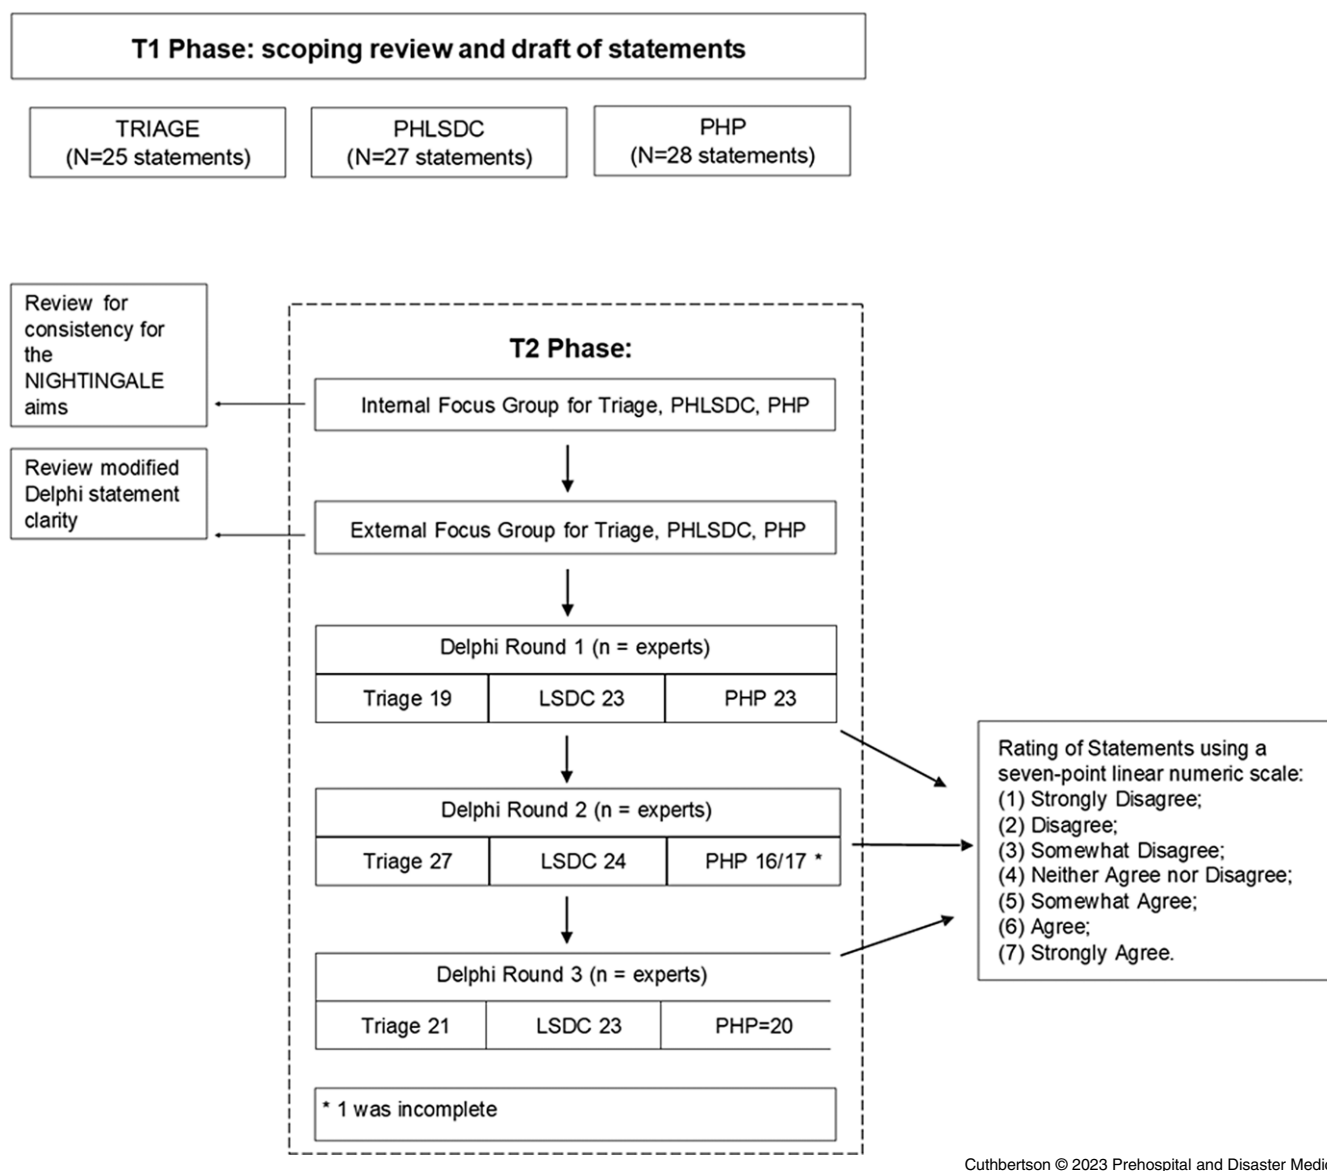 T1 Phase: scoping review and draft of statements
TRIAGE
(N=25 statements)
PHLSDC
(N=27 statements)
PHP
(N=28 statements)
Review for
consistency for
the
NIGHTINGALE
aims
Review modified
Delphi statement
clarity
T2 Phase:
Internal Focus Group for Triage, PHLSDC, PHP
External Focus Group for Triage, PHLSDC, PHP
Delphi Round 1 (n = experts)
Triage 19
LSDC 23
PHP 23
Delphi Round 2 (n = experts)
Triage 27
LSDC 24
PHP 16/17 *
Delphi Round 3 (n = experts)
Triage 21
LSDC 23
PHP=20
* 1 was incomplete
Rating of Statements using a
seven-point linear numeric scale:
(1) Strongly Disagree;
(2) Disagree;
(3) Somewhat Disagree;
(4) Neither Agree nor Disagree;
(5) Somewhat Agree;
(6) Agree;
(7) Strongly Agree.
Cuthbertson © 2023 Prehospital and Disaster Medi